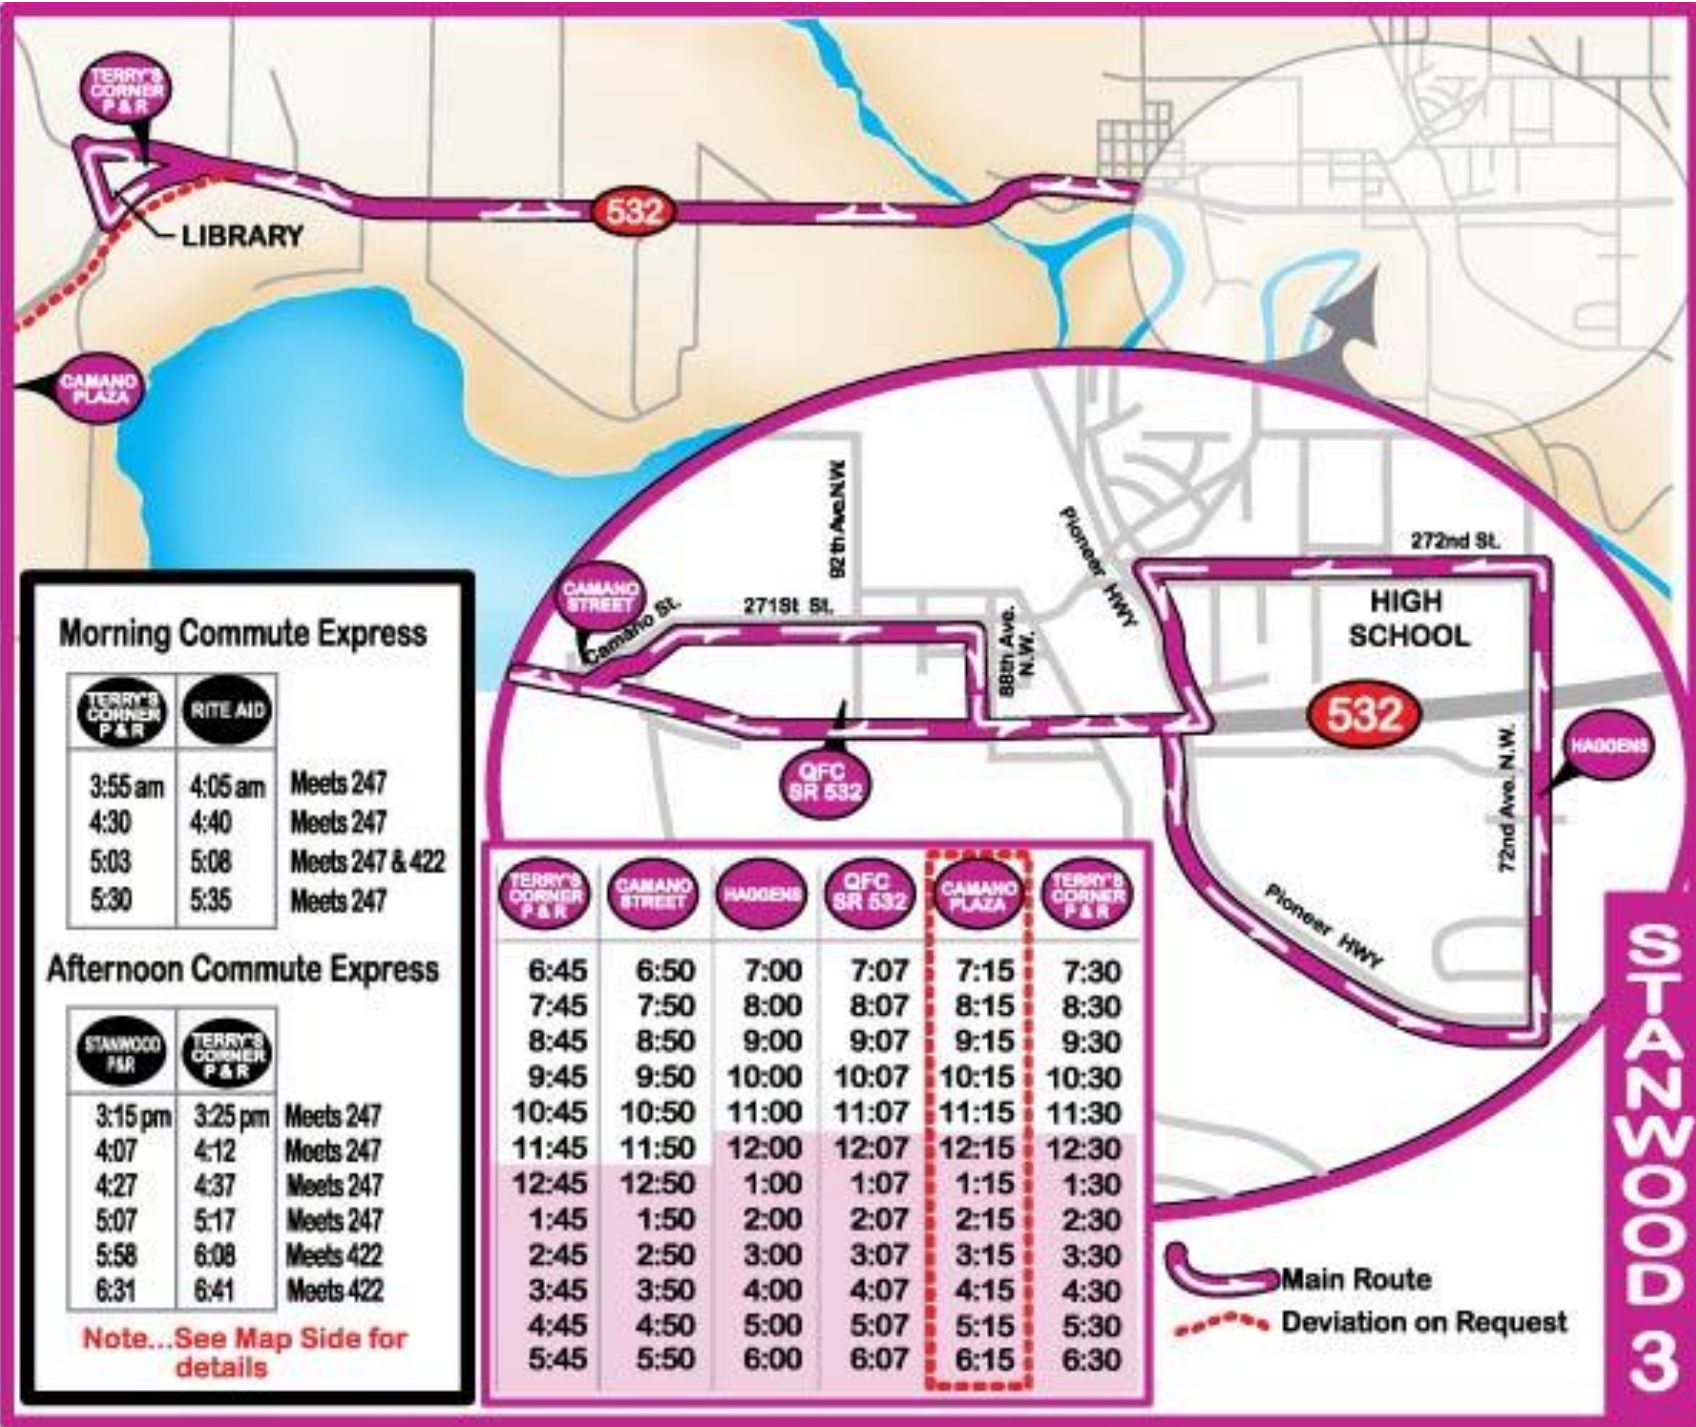 TERRY'S
CORNER
P & R
LIBRARY
532
CAMANO
PLAZA
92th Ave.N.W.
Pioneer HWY
272nd St.
CAMANO
STREET
Camano St.
271St St.
88th Ave.
N.W.
HIGH
SCHOOL
532
HAGGENS
QFC
SR 532
72nd Ave. N.W.
Pioneer HWY
Morning Commute Express
TERRY'S
CORNER
P & R
RITE AID
3:55 am 4:05 am Meets 247
4:30 4:40 Meets 247
5:03 5:08 Meets 247 & 422
5:30 5:35 Meets 247
Afternoon Commute Express
STANWOOD
P&R
TERRY'S
CORNER
P & R
3:15 pm 3:25 pm Meets 247
4:07 4:12 Meets 247
4:27 4:37 Meets 247
5:07 5:17 Meets 247
5:58 6:08 Meets 422
6:31 6:41 Meets 422
Note...See Map Side for
details
TERRY'S
CORNER
P & R
CAMANO
STREET
HAGGENS
QFC
SR 532
CAMANO
PLAZA
TERRY'S
CORNER
P & R
6:45 6:50 7:00 7:07 7:15 7:30
7:45 7:50 8:00 8:07 8:15 8:30
8:45 8:50 9:00 9:07 9:15 9:30
9:45 9:50 10:00 10:07 10:15 10:30
10:45 10:50 11:00 11:07 11:15 11:30
11:45 11:50 12:00 12:07 12:15 12:30
12:45 12:50 1:00 1:07 1:15 1:30
1:45 1:50 2:00 2:07 2:15 2:30
2:45 2:50 3:00 3:07 3:15 3:30
3:45 3:50 4:00 4:07 4:15 4:30
4:45 4:50 5:00 5:07 5:15 5:30
5:45 5:50 6:00 6:07 6:15 6:30
Main Route
Deviation on Request
STANWOOD 3